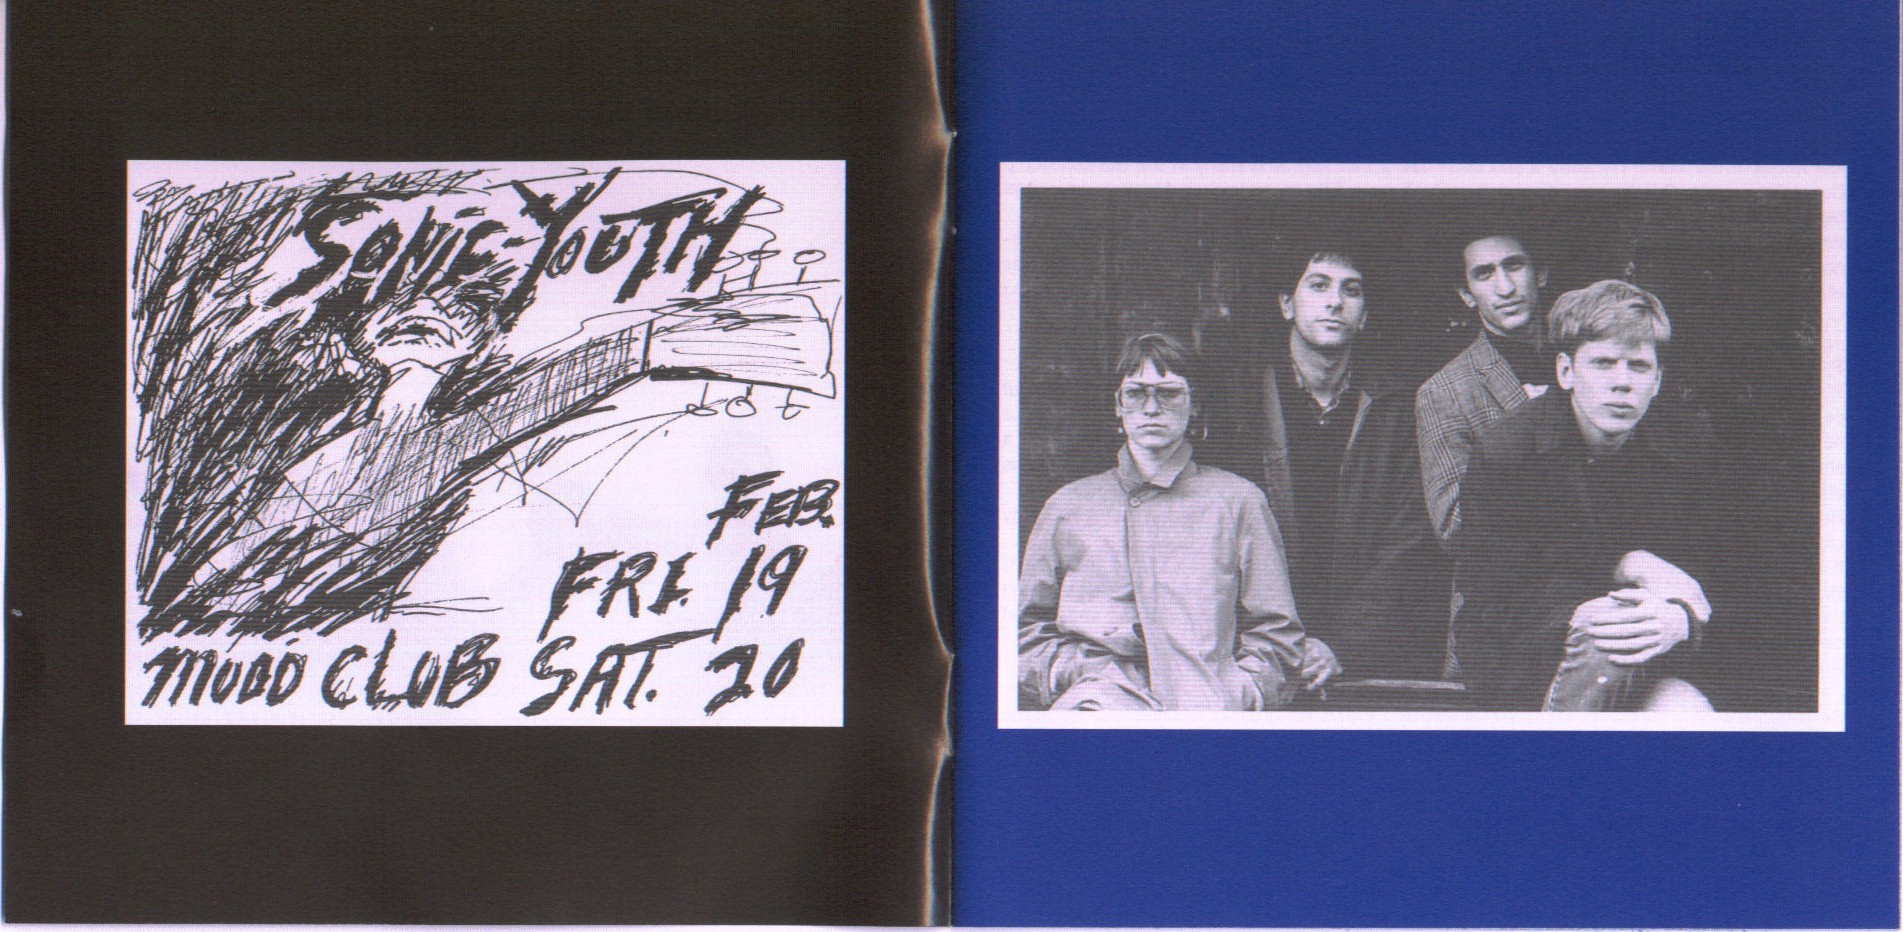 SONIC-YOUTH
FEB.
FRI. 19
MUDD CLUB SAT. 20